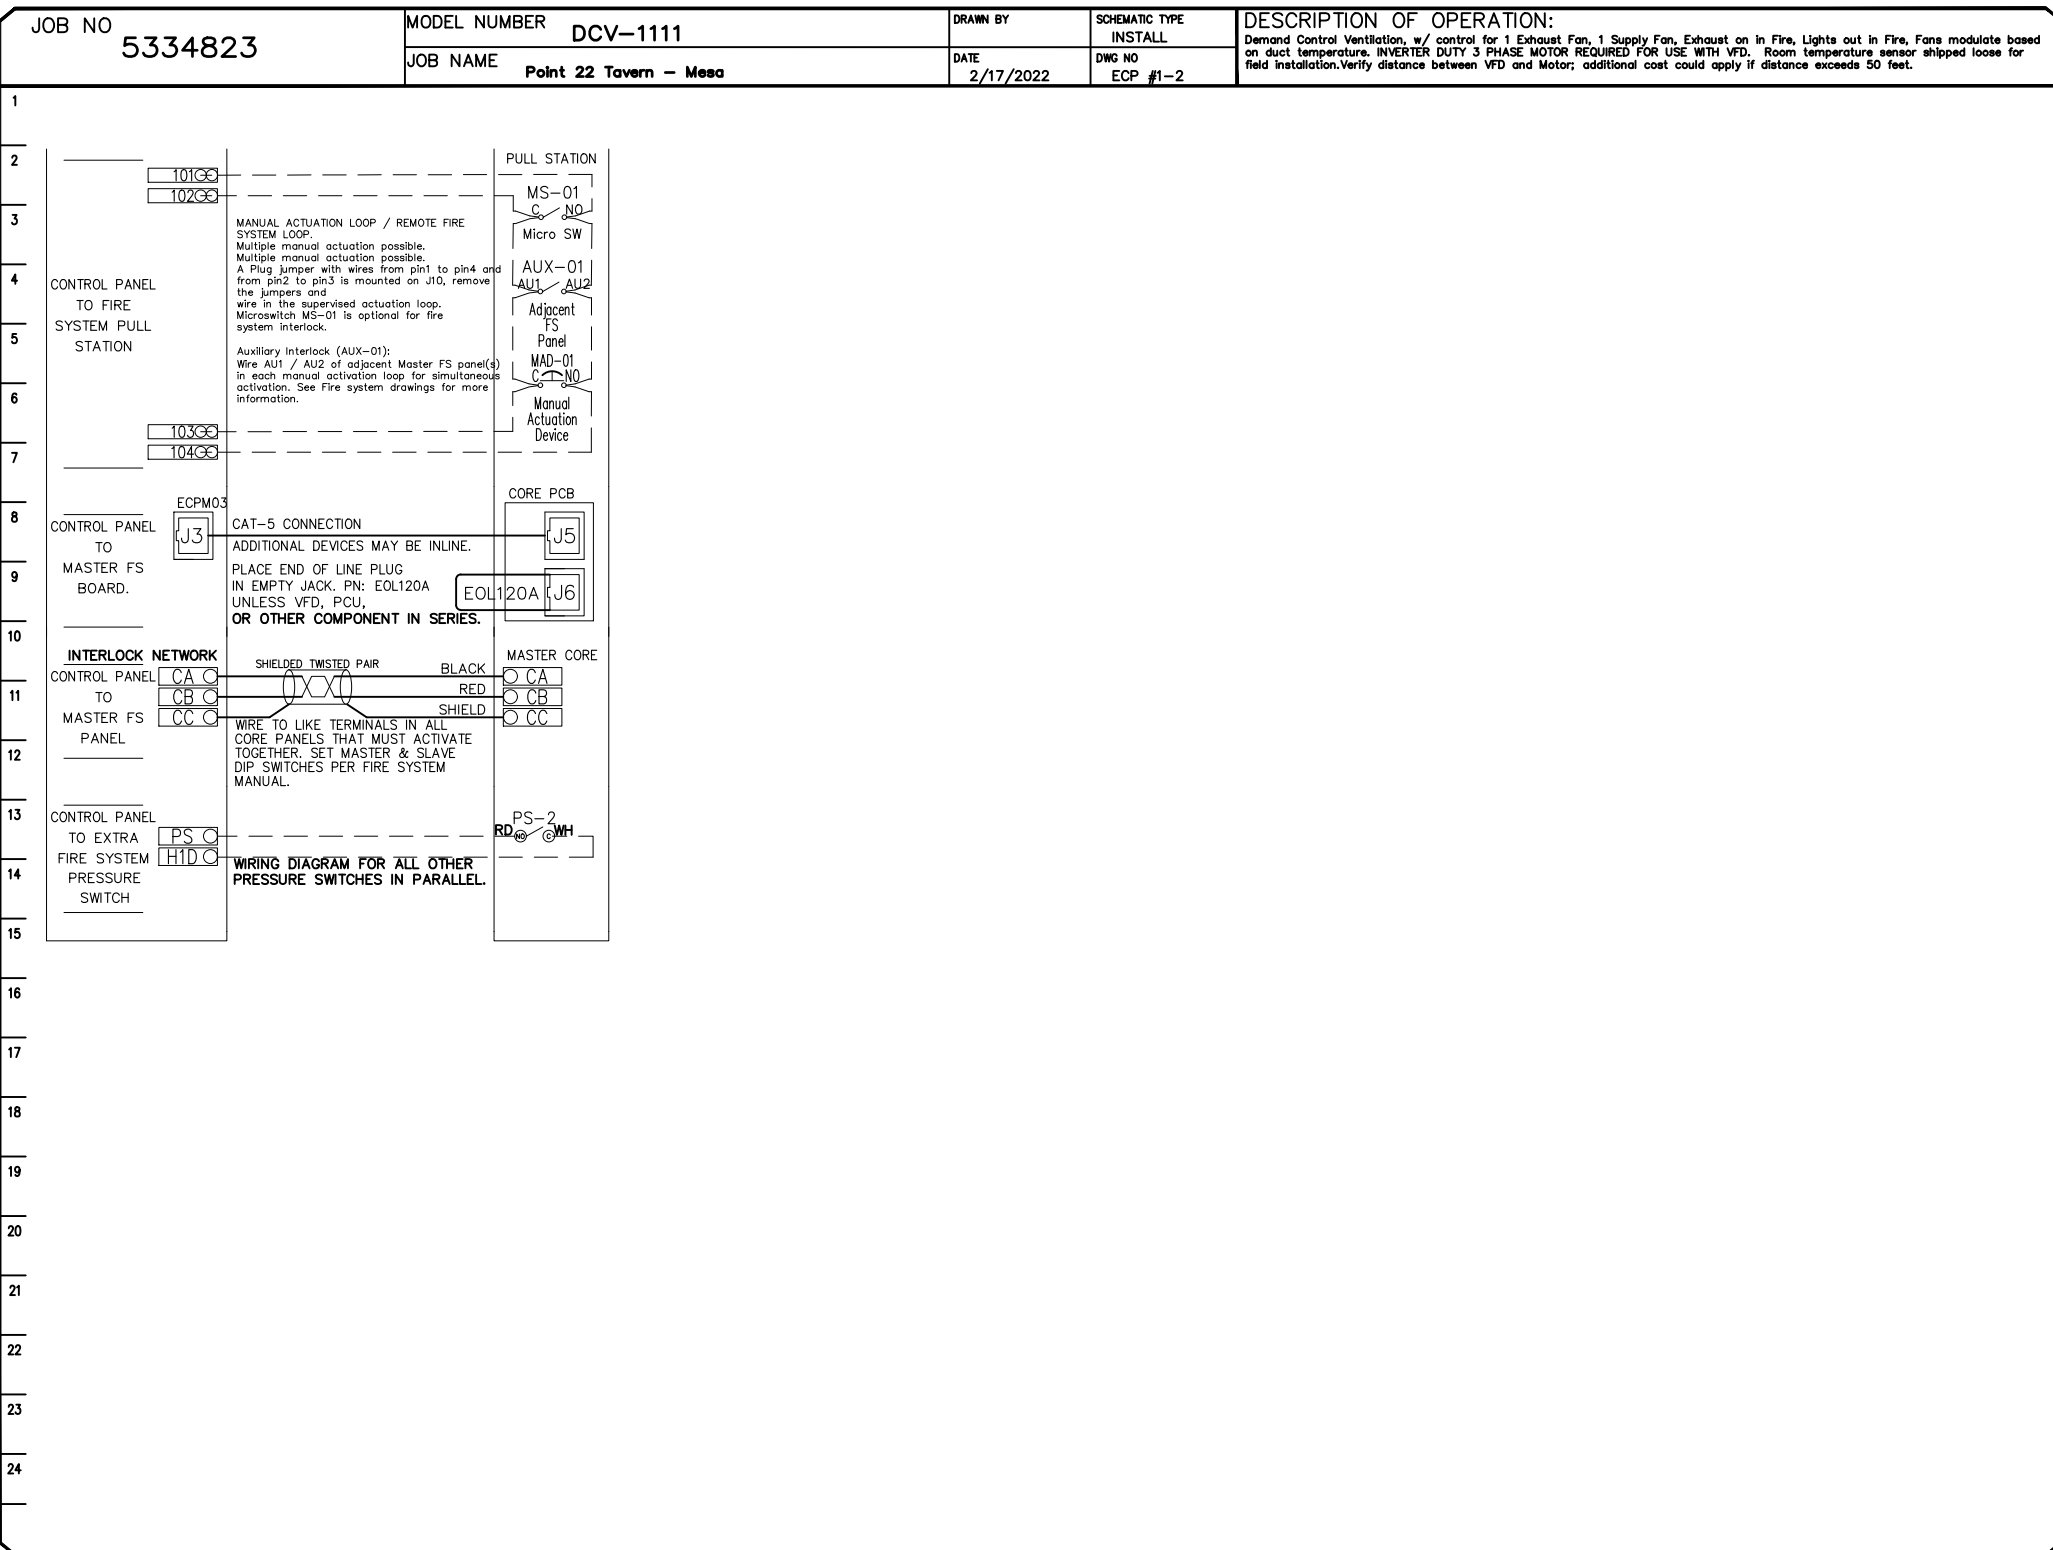 JOB NO
5334823
MODEL NUMBER
DCV-1111
JOB NAME
Point 22 Tavern - Mesa
DRAWN BY
DATE
2/17/2022
SCHEMATIC TYPE
INSTALL
DWG NO
ECP #1-2
DESCRIPTION OF OPERATION:
Demand Control Ventilation, w/ control for 1 Exhaust Fan, 1 Supply Fan, Exhaust on in Fire, Lights out in Fire, Fans modulate based
on duct temperature. INVERTER DUTY 3 PHASE MOTOR REQUIRED FOR USE WITH VFD. Room temperature sensor shipped loose for
field installation.Verify distance between VFD and Motor; additional cost could apply if distance exceeds 50 feet.
1
2
3
4
5
6
7
8
9
10
11
12
13
14
15
16
17
18
19
20
21
22
23
24
CONTROL PANEL
TO FIRE
SYSTEM PULL
STATION
101
102
103
104
MANUAL ACTUATION LOOP / REMOTE FIRE
SYSTEM LOOP.
Multiple manual actuation possible.
Multiple manual actuation possible.
A Plug jumper with wires from pin1 to pin4 and
from pin2 to pin3 is mounted on J10, remove
the jumpers and
wire in the supervised actuation loop.
Microswitch MS-01 is optional for fire
system interlock.
Auxiliary Interlock (AUX-01):
Wire AU1 / AU2 of adjacent Master FS panel(s)
in each manual activation loop for simultaneous
activation. See Fire system drawings for more
information.
PULL STATION
MS-01
C NO
Micro SW
AUX-01
AU1 AU2
Adjacent
FS
Panel
MAD-01
C NO
Manual
Actuation
Device
CONTROL PANEL
TO
MASTER FS
BOARD.
ECPM03
J3
CAT-5 CONNECTION
ADDITIONAL DEVICES MAY BE INLINE.
PLACE END OF LINE PLUG
IN EMPTY JACK. PN: EOL120A
UNLESS VFD, PCU,
OR OTHER COMPONENT IN SERIES.
CORE PCB
J5
EOL120A J6
INTERLOCK NETWORK
CONTROL PANEL
TO
MASTER FS
PANEL
CA
CB
CC
SHIELDED TWISTED PAIR
BLACK
RED
SHIELD
WIRE TO LIKE TERMINALS IN ALL
CORE PANELS THAT MUST ACTIVATE
TOGETHER. SET MASTER & SLAVE
DIP SWITCHES PER FIRE SYSTEM
MANUAL.
MASTER CORE
CA
CB
CC
CONTROL PANEL
TO EXTRA
FIRE SYSTEM
PRESSURE
SWITCH
PS
H1D
WIRING DIAGRAM FOR ALL OTHER
PRESSURE SWITCHES IN PARALLEL.
PS-2
RD NO C WH